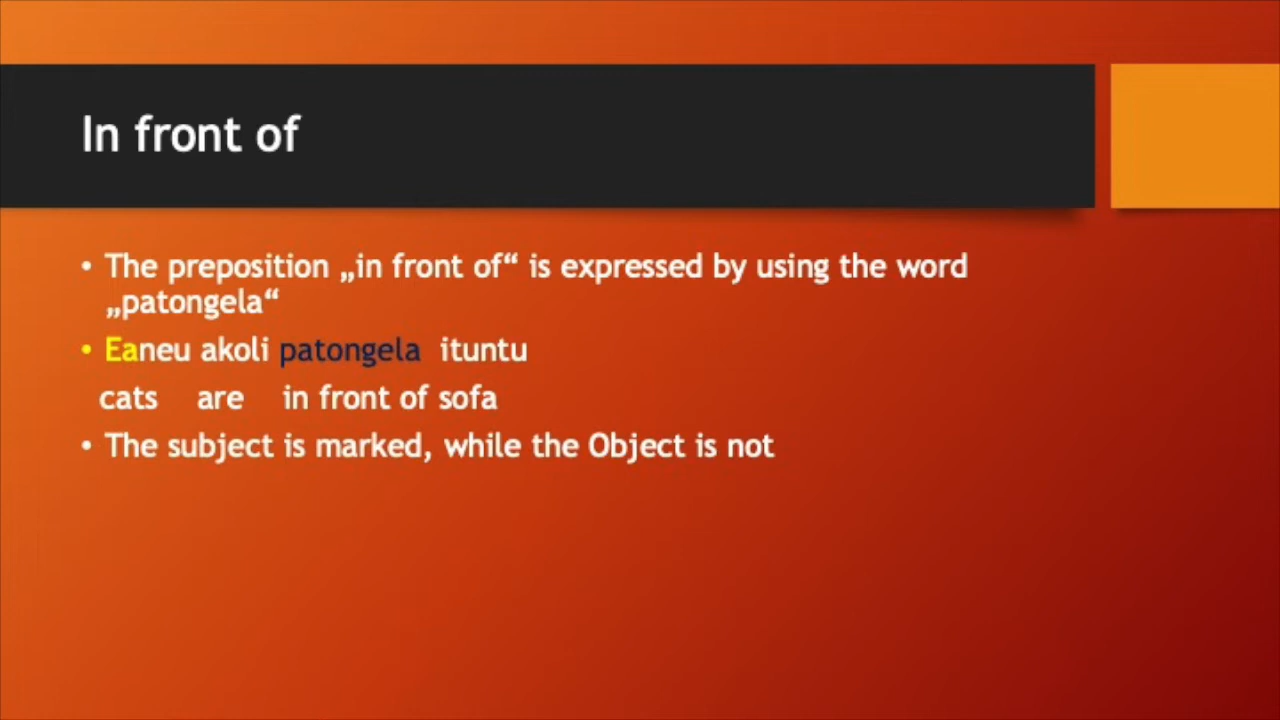 In front of
• The preposition „in front of“ is expressed by using the word
„patongela“
• Eaneu akoli patongela ituntu
cats are in front of sofa
• The subject is marked, while the Object is not